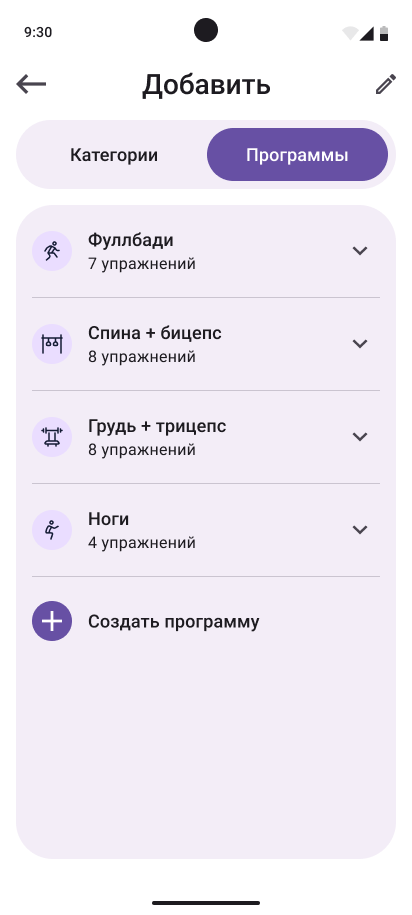 9:30
Добавить
Категории
Программы
Фуллбади
7 упражнений
Спина + бицепс
8 упражнений
Грудь + трицепс
8 упражнений
Ноги
4 упражнений
Создать программу